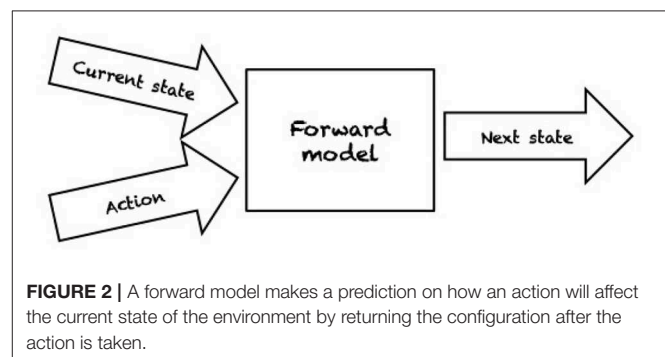 Current state
Action
Forward
model
Next state
FIGURE 2 | A forward model makes a prediction on how an action will affect
the current state of the environment by returning the configuration after the
action is taken.